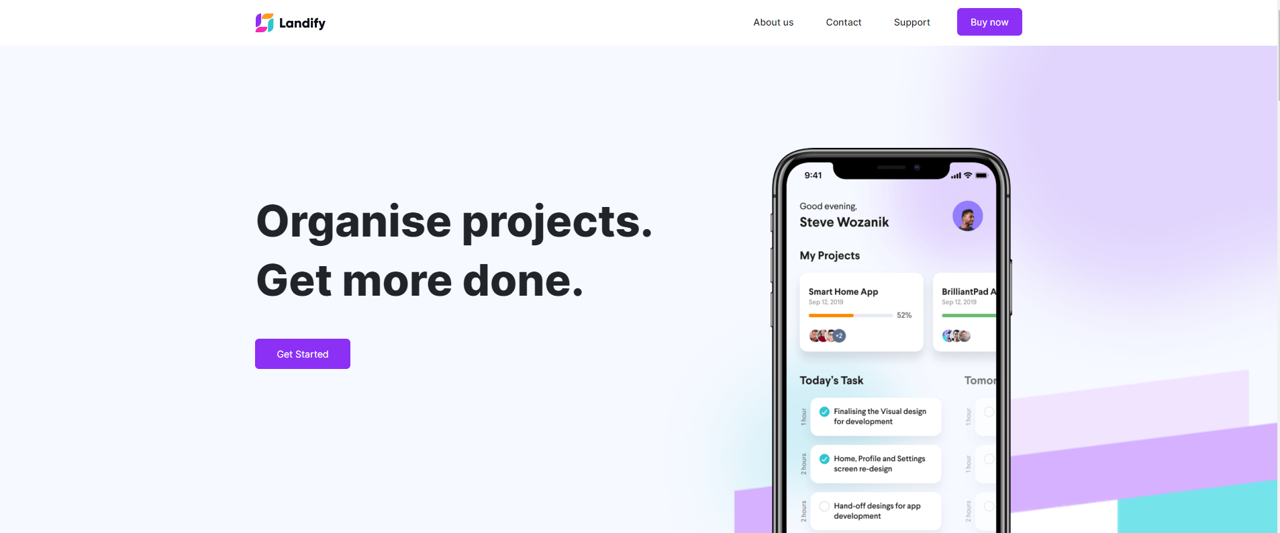 Landify
About us
Contact
Support
Buy now
Organise projects.
Get more done.
Get Started
9:41
Good evening,
Steve Wozanik
My Projects
Smart Home App
Sep 12, 2019
52%
+2
BrilliantPad A
Sep 12, 2019
Today's Task
Tomor
1 hour
Finalising the Visual design
for development
1 hour
2 hours
Home, Profile and Settings
screen re-design
1 hour
2 hours
Hand-off desings for app
development
2 hours